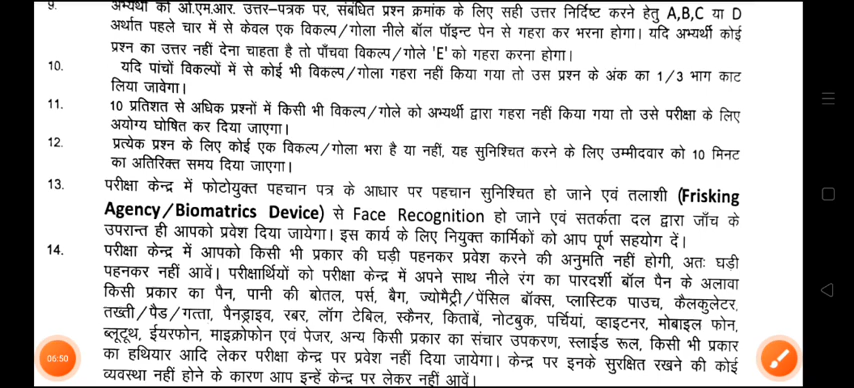 9. अभ्यर्थी को ओ.एम.आर. उत्तर–पत्रक पर, संबंधित प्रश्न क्रमांक के लिए सही उत्तर निर्दिष्ट करने हेतु A,B,C या D
अर्थात पहले चार में से केवल एक विकल्प/गोला नीले बॉल पॉइन्ट पेन से गहरा कर भरना होगा। यदि अभ्यर्थी कोई
प्रश्न का उत्तर नहीं देना चाहता है तो पाँचवा विकल्प/गोले 'E' को गहरा करना होगा।
10. यदि पांचों विकल्पों में से कोई भी विकल्प/गोला गहरा नहीं किया गया तो उस प्रश्न के अंक का 1/3 भाग काट
लिया जावेगा।
11. 10 प्रतिशत से अधिक प्रश्नों में किसी भी विकल्प/गोले को अभ्यर्थी द्वारा गहरा नहीं किया गया तो उसे परीक्षा के लिए
अयोग्य घोषित कर दिया जाएगा।
12. प्रत्येक प्रश्न के लिए कोई एक विकल्प/गोला भरा है या नहीं, यह सुनिश्चित करने के लिए उम्मीदवार को 10 मिनट
का अतिरिक्त समय दिया जाएगा।
13. परीक्षा केन्द्र में फोटोयुक्त पहचान पत्र के आधार पर पहचान सुनिश्चित हो जाने एवं तलाशी (Frisking
Agency/Biomatrics Device) से Face Recognition हो जाने एवं सतर्कता दल द्वारा जाँच के
उपरान्त ही आपको प्रवेश दिया जायेगा। इस कार्य के लिए नियुक्त कार्मिकों को आप पूर्ण सहयोग दें।
14. परीक्षा केन्द्र में आपको किसी भी प्रकार की घड़ी पहनकर प्रवेश करने की अनुमति नहीं होगी, अतः घड़ी
पहनकर नहीं आवें। परीक्षार्थियों को परीक्षा केन्द्र में अपने साथ नीले रंग का पारदर्शी बॉल पैन के अलावा
किसी प्रकार का पैन, पानी की बोतल, पर्स, बैग, ज्योमैट्री/पेंसिल बॉक्स, प्लास्टिक पाउच, कैलकुलेटर,
तख्ती/पैड/गत्ता, पैनड्राइव, रबर, लॉग टेबिल, स्कैनर, किताबें, नोटबुक, पर्चियां, व्हाइटनर, मोबाइल फोन,
ब्लूटूथ, ईयरफोन, माइक्रोफोन एवं पेजर, अन्य किसी प्रकार का संचार उपकरण, स्लाईड रूल, किसी भी प्रकार
का हथियार आदि लेकर परीक्षा केन्द्र पर प्रवेश नहीं दिया जायेगा। केन्द्र पर इनके सुरक्षित रखने की कोई
व्यवस्था नहीं होने के कारण आप इन्हें केन्द्र पर लेकर नहीं आवें।
06:50